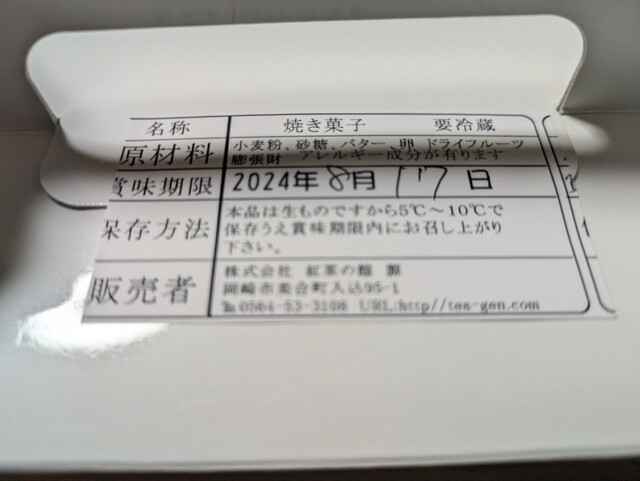 名称 焼き菓子 要冷蔵
原材料 小麦粉、砂糖、バター、卵 ドライフルーツ
膨張財 アレルギー成分が有ります
賞味期限 2024年 8月 17日
保存方法 本品は生ものですから5℃～10℃で
保存うえ賞味期限内にお召し上がり
下さい。
販売者 株式会社 紅茶の
岡崎市 町入込95-1
℡0564-53-3108 URL:http://tea-gen.com